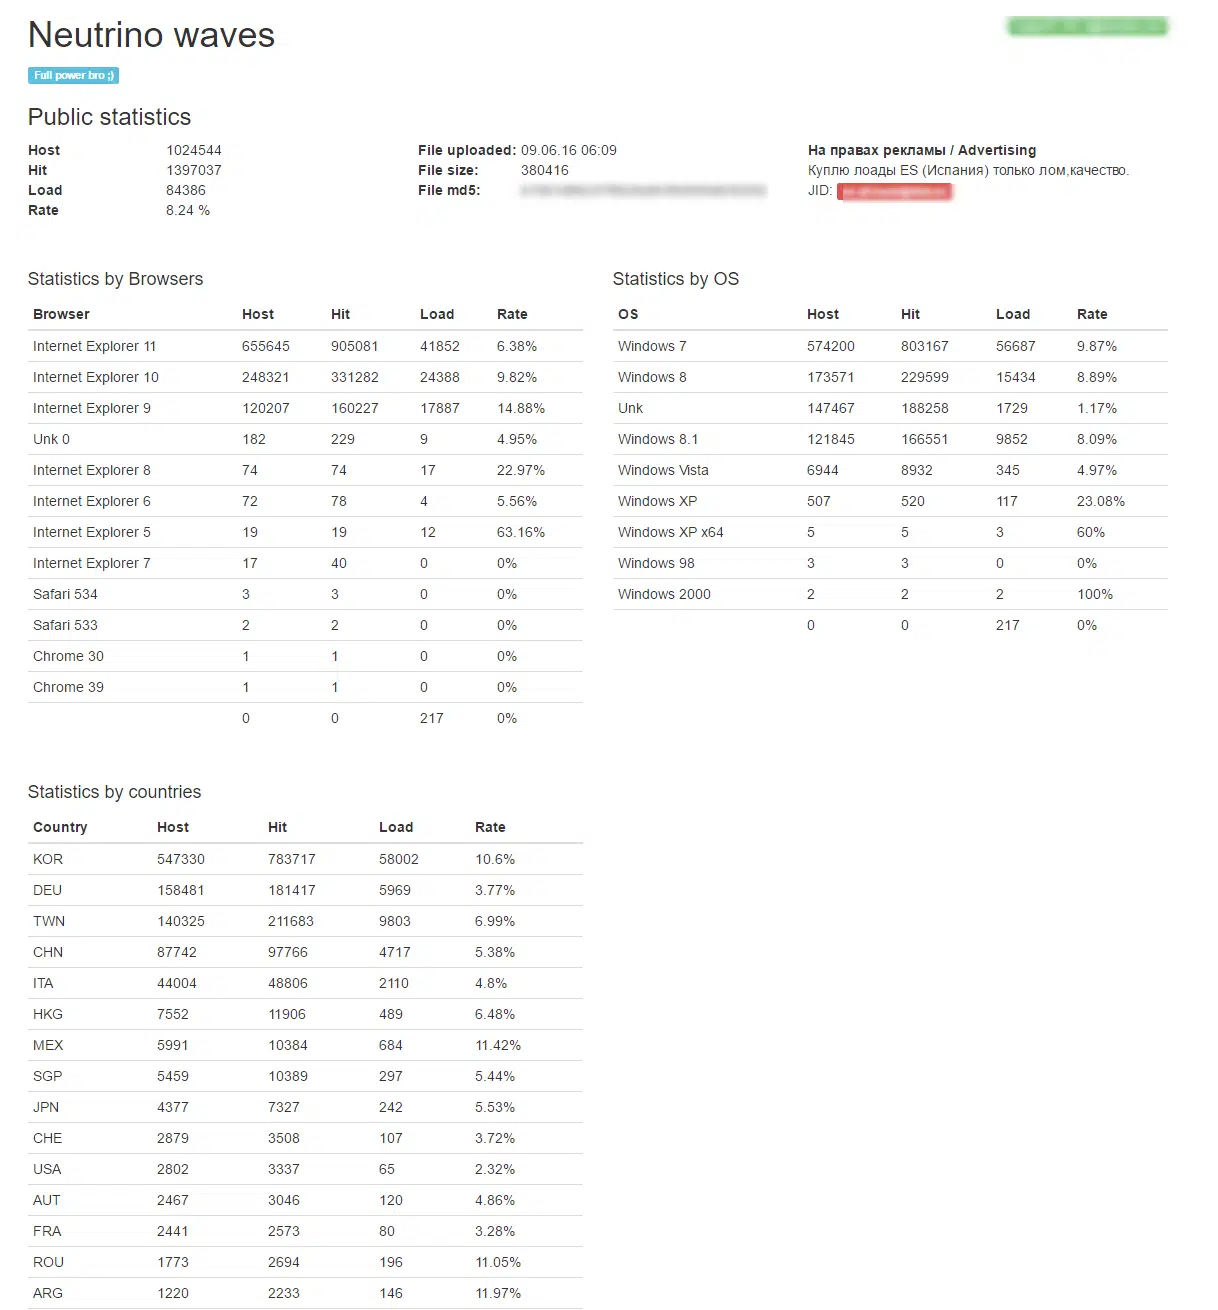 Neutrino waves
Full power bro ;)
Public statistics
Host 1024544
Hit 1397037
Load 84386
Rate 8.24 %
File uploaded: 09.06.16 06:09
File size: 380416
File md5:
На правах рекламы / Advertising
Куплю лоады ES (Испания) только лом,качество.
JID:
Statistics by Browsers
Browser Host Hit Load Rate
Internet Explorer 11 655645 905081 41852 6.38%
Internet Explorer 10 248321 331282 24388 9.82%
Internet Explorer 9 120207 160227 17887 14.88%
Unk 0 182 229 9 4.95%
Internet Explorer 8 74 74 17 22.97%
Internet Explorer 6 72 78 4 5.56%
Internet Explorer 5 19 19 12 63.16%
Internet Explorer 7 17 40 0 0%
Safari 534 3 3 0 0%
Safari 533 2 2 0 0%
Chrome 30 1 1 0 0%
Chrome 39 1 1 0 0%
0 0 217 0%
Statistics by OS
OS Host Hit Load Rate
Windows 7 574200 803167 56687 9.87%
Windows 8 173571 229599 15434 8.89%
Unk 147467 188258 1729 1.17%
Windows 8.1 121845 166551 9852 8.09%
Windows Vista 6944 8932 345 4.97%
Windows XP 507 520 117 23.08%
Windows XP x64 5 5 3 60%
Windows 98 3 3 0 0%
Windows 2000 2 2 2 100%
0 0 217 0%
Statistics by countries
Country Host Hit Load Rate
KOR 547330 783717 58002 10.6%
DEU 158481 181417 5969 3.77%
TWN 140325 211683 9803 6.99%
CHN 87742 97766 4717 5.38%
ITA 44004 48806 2110 4.8%
HKG 7552 11906 489 6.48%
MEX 5991 10384 684 11.42%
SGP 5459 10389 297 5.44%
JPN 4377 7327 242 5.53%
CHE 2879 3508 107 3.72%
USA 2802 3337 65 2.32%
AUT 2467 3046 120 4.86%
FRA 2441 2573 80 3.28%
ROU 1773 2694 196 11.05%
ARG 1220 2233 146 11.97%